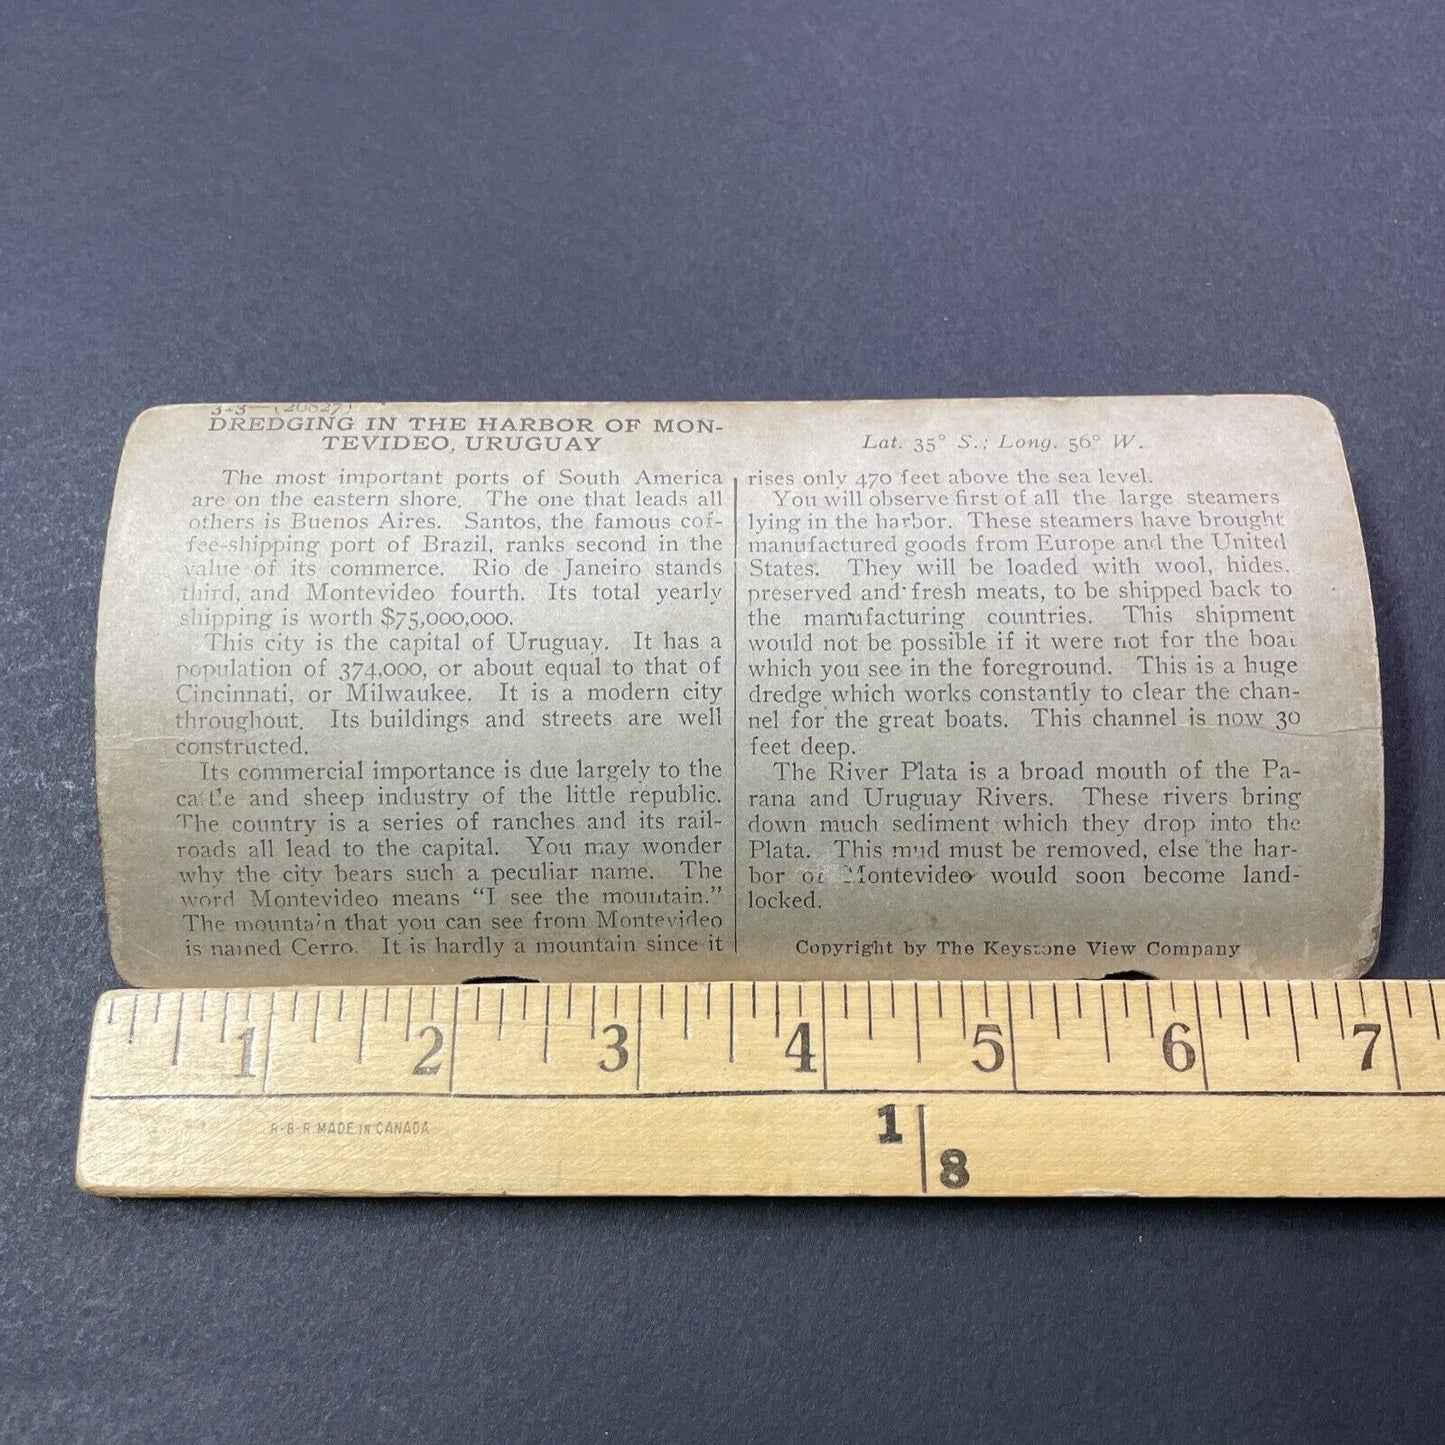 313—(20827)
DREDGING IN THE HARBOR OF MON-
TEVIDEO, URUGUAY
The most important ports of South America
are on the eastern shore. The one that leads all
others is Buenos Aires. Santos, the famous cof-
fee-shipping port of Brazil, ranks second in the
value of its commerce. Rio de Janeiro stands
third, and Montevideo fourth. Its total yearly
shipping is worth $75,000,000.
This city is the capital of Uruguay. It has a
population of 374,000, or about equal to that of
Cincinnati, or Milwaukee. It is a modern city
throughout. Its buildings and streets are well
constructed.
Its commercial importance is due largely to the
cattle and sheep industry of the little republic.
The country is a series of ranches and its rail-
roads all lead to the capital. You may wonder
why the city bears such a peculiar name. The
word Montevideo means "I see the mountain."
The mountain that you can see from Montevideo
is named Cerro. It is hardly a mountain since it
Lat. 35° S.; Long. 56° W.
rises only 470 feet above the sea level.
You will observe first of all the large steamers
lying in the harbor. These steamers have brought
manufactured goods from Europe and the United
States. They will be loaded with wool, hides.
preserved and fresh meats, to be shipped back to
the manufacturing countries. This shipment
would not be possible if it were not for the boat
which you see in the foreground. This is a huge
dredge which works constantly to clear the chan-
nel for the great boats. This channel is now 30
feet deep.
The River Plata is a broad mouth of the Pa-
rana and Uruguay Rivers. These rivers bring
down much sediment which they drop into the
Plata. This mud must be removed, else the har-
bor of Montevideo would soon become land-
locked.
Copyright by The Keystone View Company
1 2 3 4 5 6 7
R-B-R MADE IN CANADA
1
8